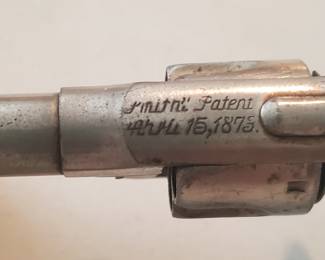 Smith's Patent
April 15, 1873.